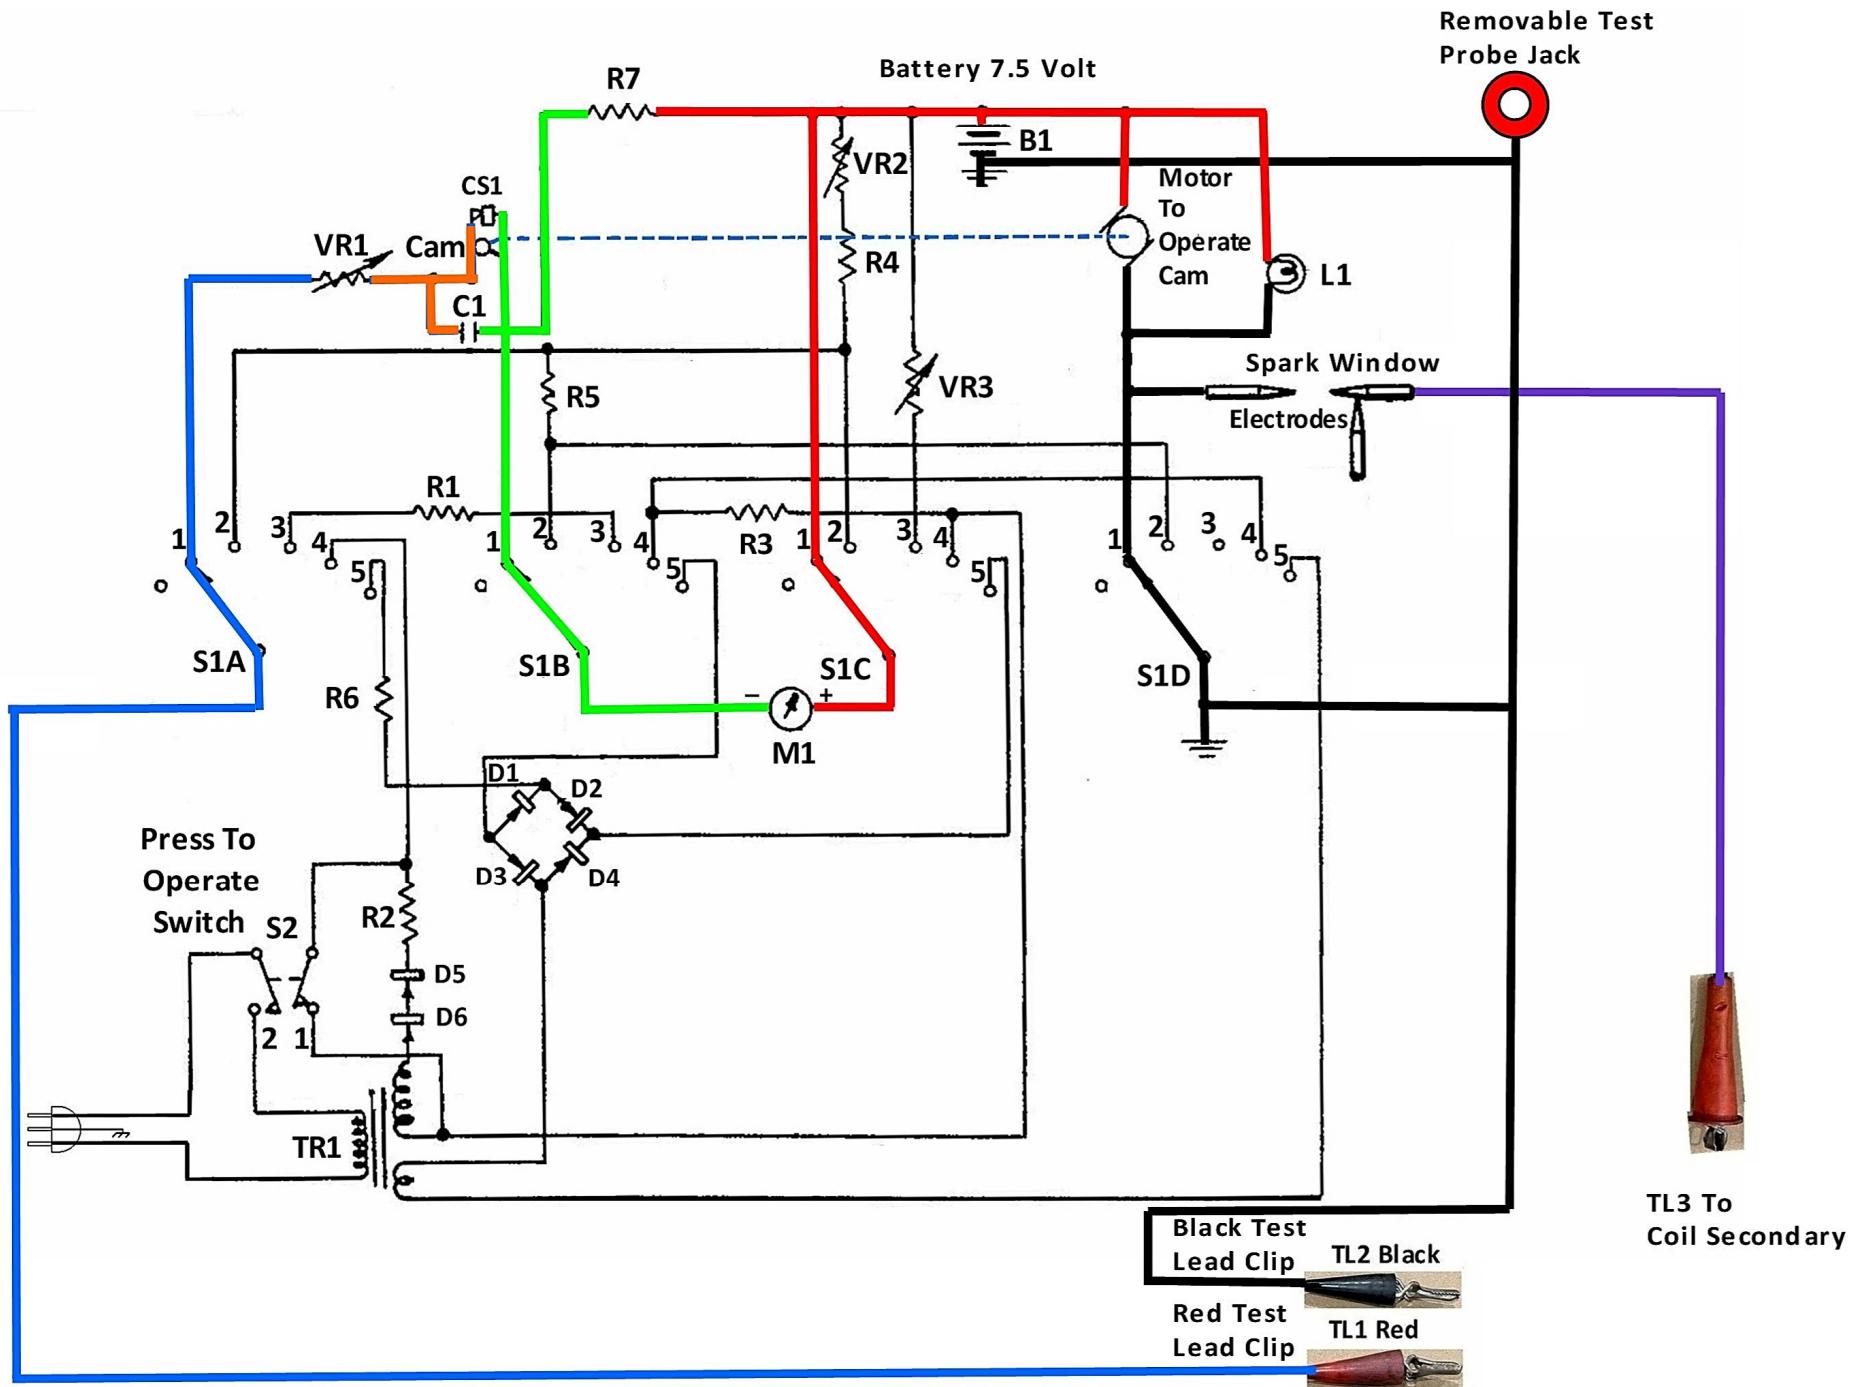 Removable Test
Probe Jack
Battery 7.5 Volt
R7
B1
VR2
CS1
Motor
To
Operate
Cam
VR1
Cam
R4
L1
C1
Spark Window
VR3
R5
Electrodes
R1
1
2
3
4
5
1
2
3
4
5
R3
1
2
3
4
5
1
2
3
4
5
S1A
S1B
S1C
S1D
R6
−
+
M1
D1
D2
Press To
Operate
Switch
D3
D4
S2
R2
D5
D6
2
1
TR1
TL3 To
Coil Secondary
Black Test
Lead Clip
TL2 Black
Red Test
Lead Clip
TL1 Red